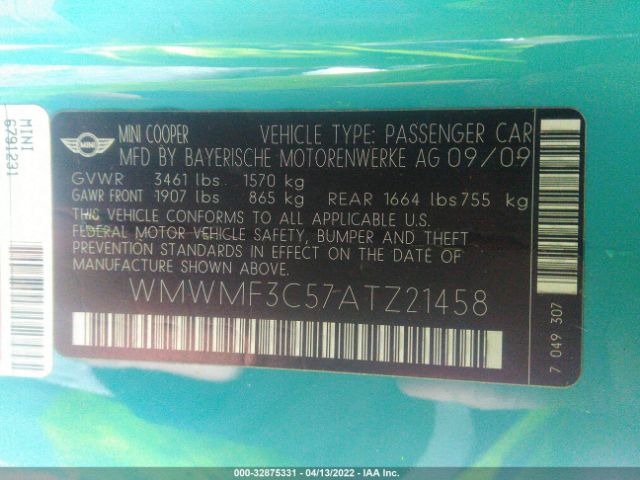 MINI
6791231
MINI
MINI COOPER VEHICLE TYPE: PASSENGER CAR
MFD BY BAYERISCHE MOTORENWERKE AG 09/09
GVWR 3461 lbs 1570 kg
GAWR FRONT 1907 lbs 865 kg REAR 1664 lbs 755 kg
THIS VEHICLE CONFORMS TO ALL APPLICABLE U.S.
FEDERAL MOTOR VEHICLE SAFETY, BUMPER AND THEFT
PREVENTION STANDARDS IN EFFECT ON THE DATE OF
MANUFACTURE SHOWN ABOVE.
WMWMF3C57ATZ21458
7 049 307
000-32875331 - 04/13/2022 - IAA Inc.